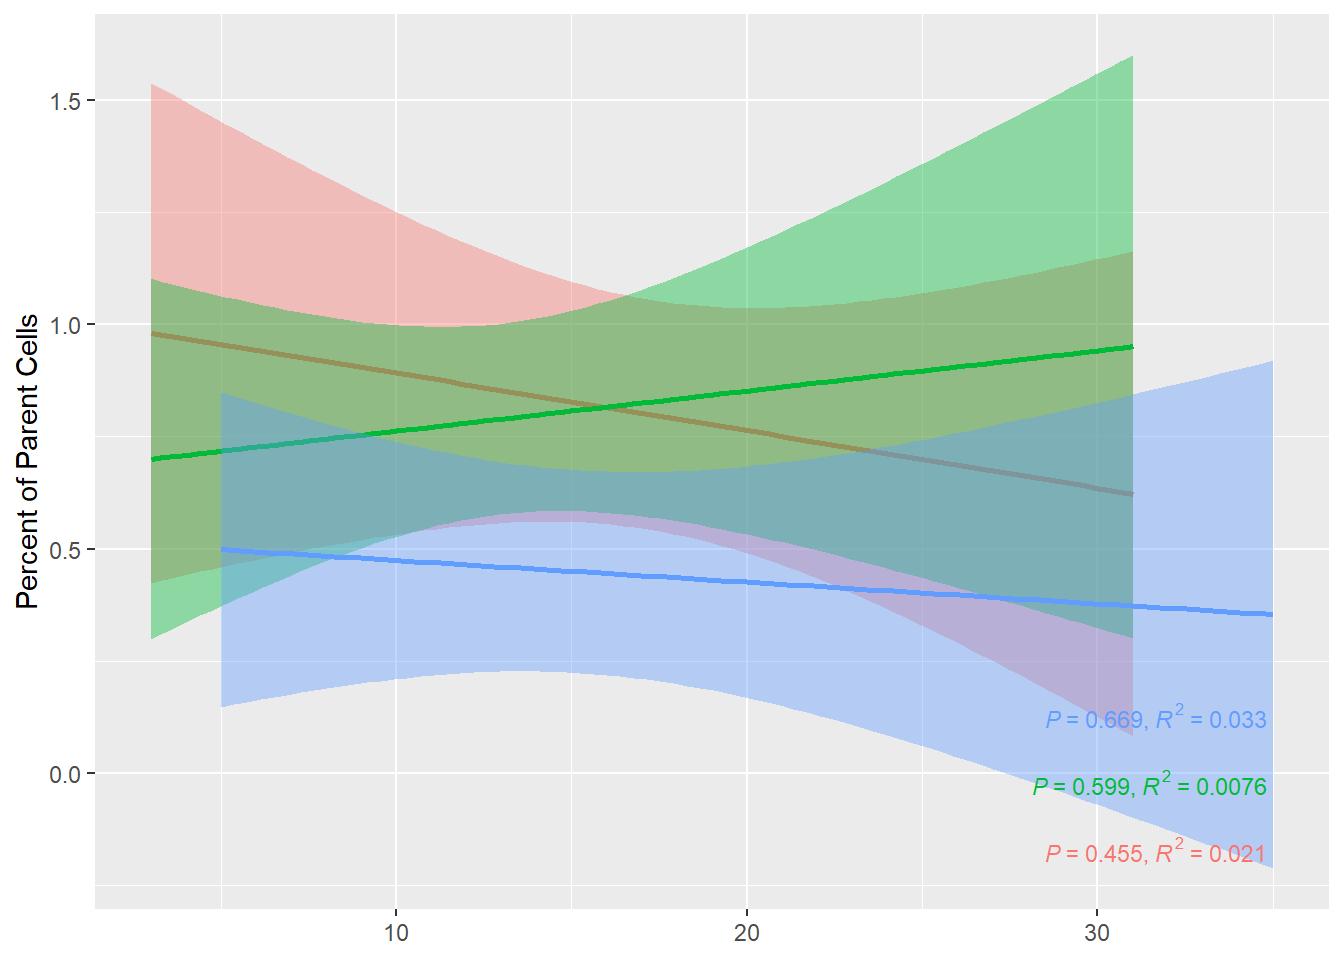 1.5
1.0
0.5
0.0
Percent of Parent Cells
P = 0.669, R² = 0.033
P = 0.599, R² = 0.0076
P = 0.455, R² = 0.021
10 20 30